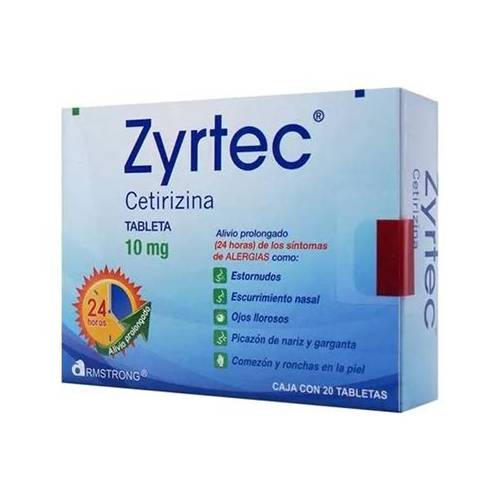 Zyrtec®
Cetirizina
TABLETA
10 mg
Alivio prolongado
(24 horas) de los síntomas
de ALERGIAS como:
Estornudos
Escurrimiento nasal
Ojos llorosos
Picazón de nariz y garganta
Comezón y ronchas en la piel
24
horas
Alivio prolongado
ARMSTRONG®
CAJA CON 20 TABLETAS
Zyrtec
Cetirizina